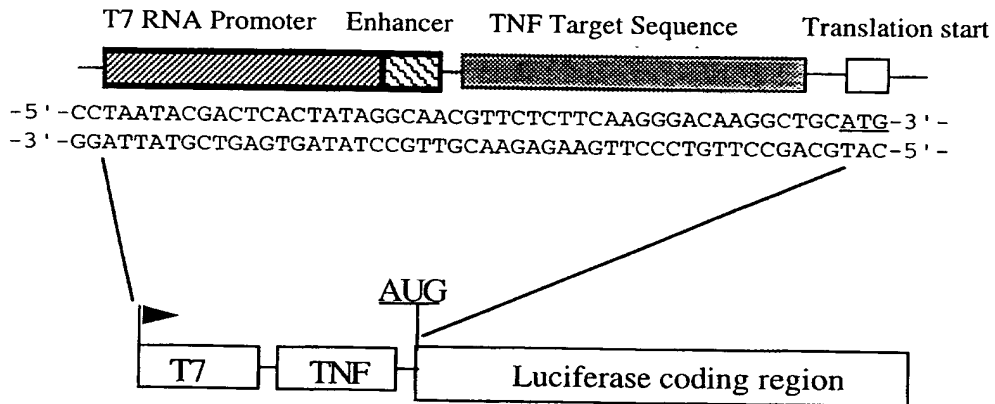 T7 RNA Promoter Enhancer TNF Target Sequence Translation start
-5'-CCTAATACGACTCACTATAGGCAACGTTCTCTTCAAGGGACAAGGCTGCATG-3'-
-3'-GGATTATGCTGAGTGATATCCGTTGCAAGAGAAGTTCCCTGTTCCGACGTAC-5'-
AUG
T7 TNF Luciferase coding region